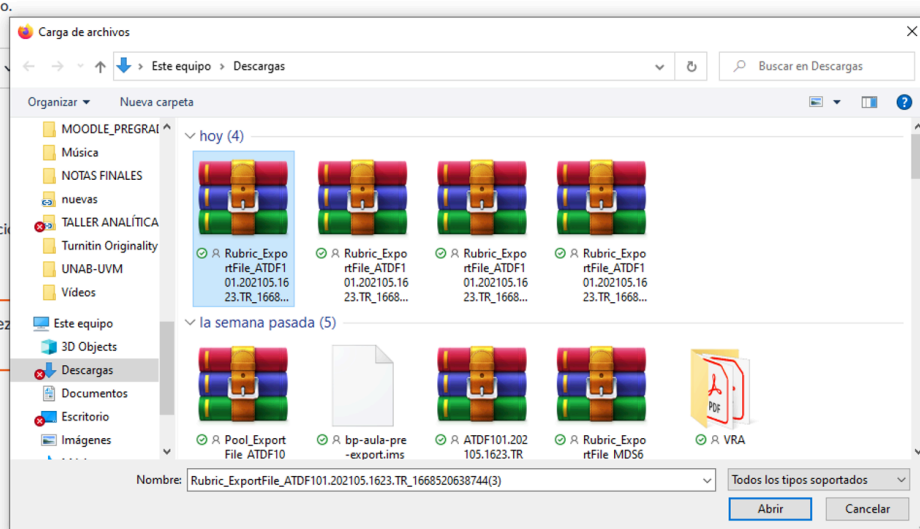 o.
Carga de archivos
Este equipo > Descargas
Buscar en Descargas
Organizar
Nueva carpeta
MOODLE_PREGRAD
Música
NOTAS FINALES
nuevas
TALLER ANALÍTICA
Turnitin Originality
UNAB-UVM
Vídeos
Este equipo
3D Objects
Descargas
Documentos
Escritorio
Imágenes
hoy (4)
Rubric_Expo
rtFile_ATDF1
01.202105.16
23.TR_1668...
Rubric_Expo
rtFile_ATDF1
01.202105.16
23.TR_1668...
Rubric_Expo
rtFile_ATDF1
01.202105.16
23.TR_1668...
Rubric_Expo
rtFile_ATDF1
01.202105.16
23.TR_1668...
la semana pasada (5)
Pool_Export
File_ATDF10
bp-aula-pre
-export.ims
ATDF101.202
105.1623.TR
Rubric_Expo
rtFile_MDS6
PDF
VRA
Nombre:
Rubric_ExportFile_ATDF101.202105.1623.TR_1668520638744(3)
Todos los tipos soportados
Abrir
Cancelar